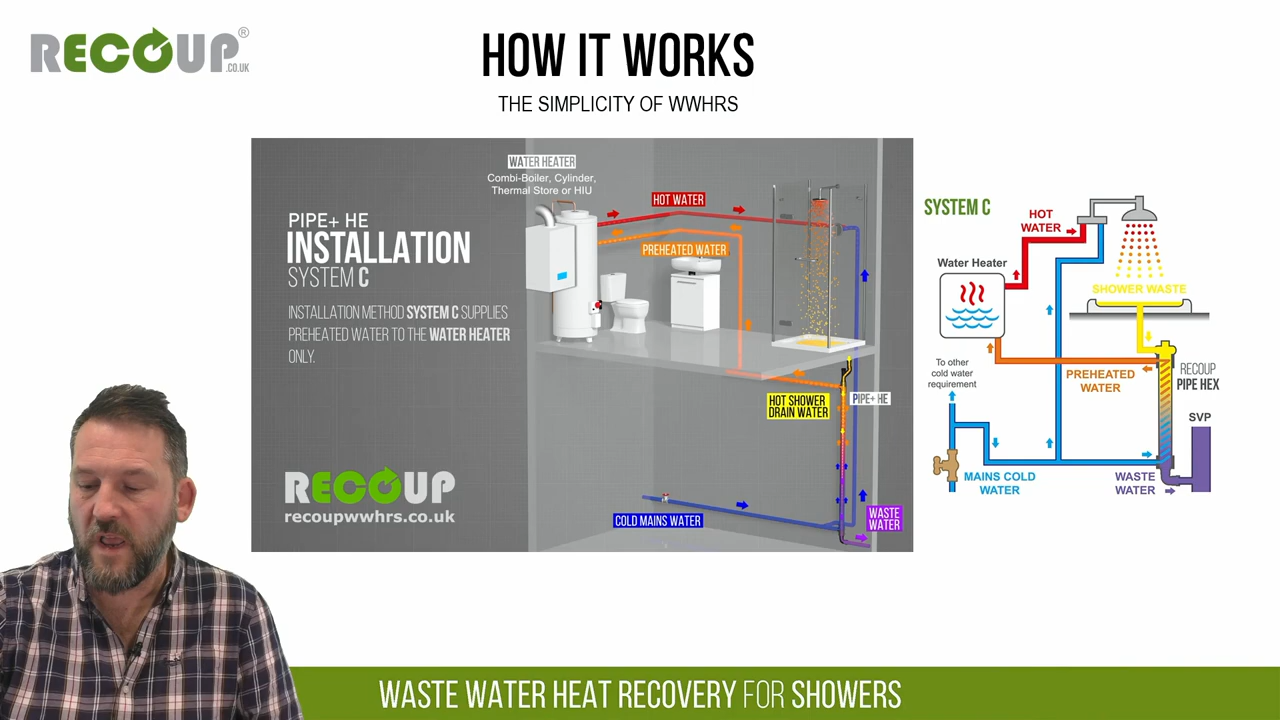 RECOUP®
.CO.UK
HOW IT WORKS
THE SIMPLICITY OF WWHRS
WATER HEATER
Combi-Boiler, Cylinder,
Thermal Store or HIU
PIPE+ HE
INSTALLATION
SYSTEM C
INSTALLATION METHOD SYSTEM C SUPPLIES
PREHEATED WATER TO THE WATER HEATER
ONLY.
HOT WATER
PREHEATED WATER
HOT SHOWER
DRAIN WATER
PIPE+ HE
COLD MAINS WATER
WASTE
WATER
RECOUP
recoupwwhrs.co.uk
SYSTEM C
HOT
WATER
Water Heater
SHOWER WASTE
To other
cold water
requirement
PREHEATED
WATER
RECOUP
PIPE HEX
SVP
MAINS COLD
WATER
WASTE
WATER
WASTE WATER HEAT RECOVERY FOR SHOWERS